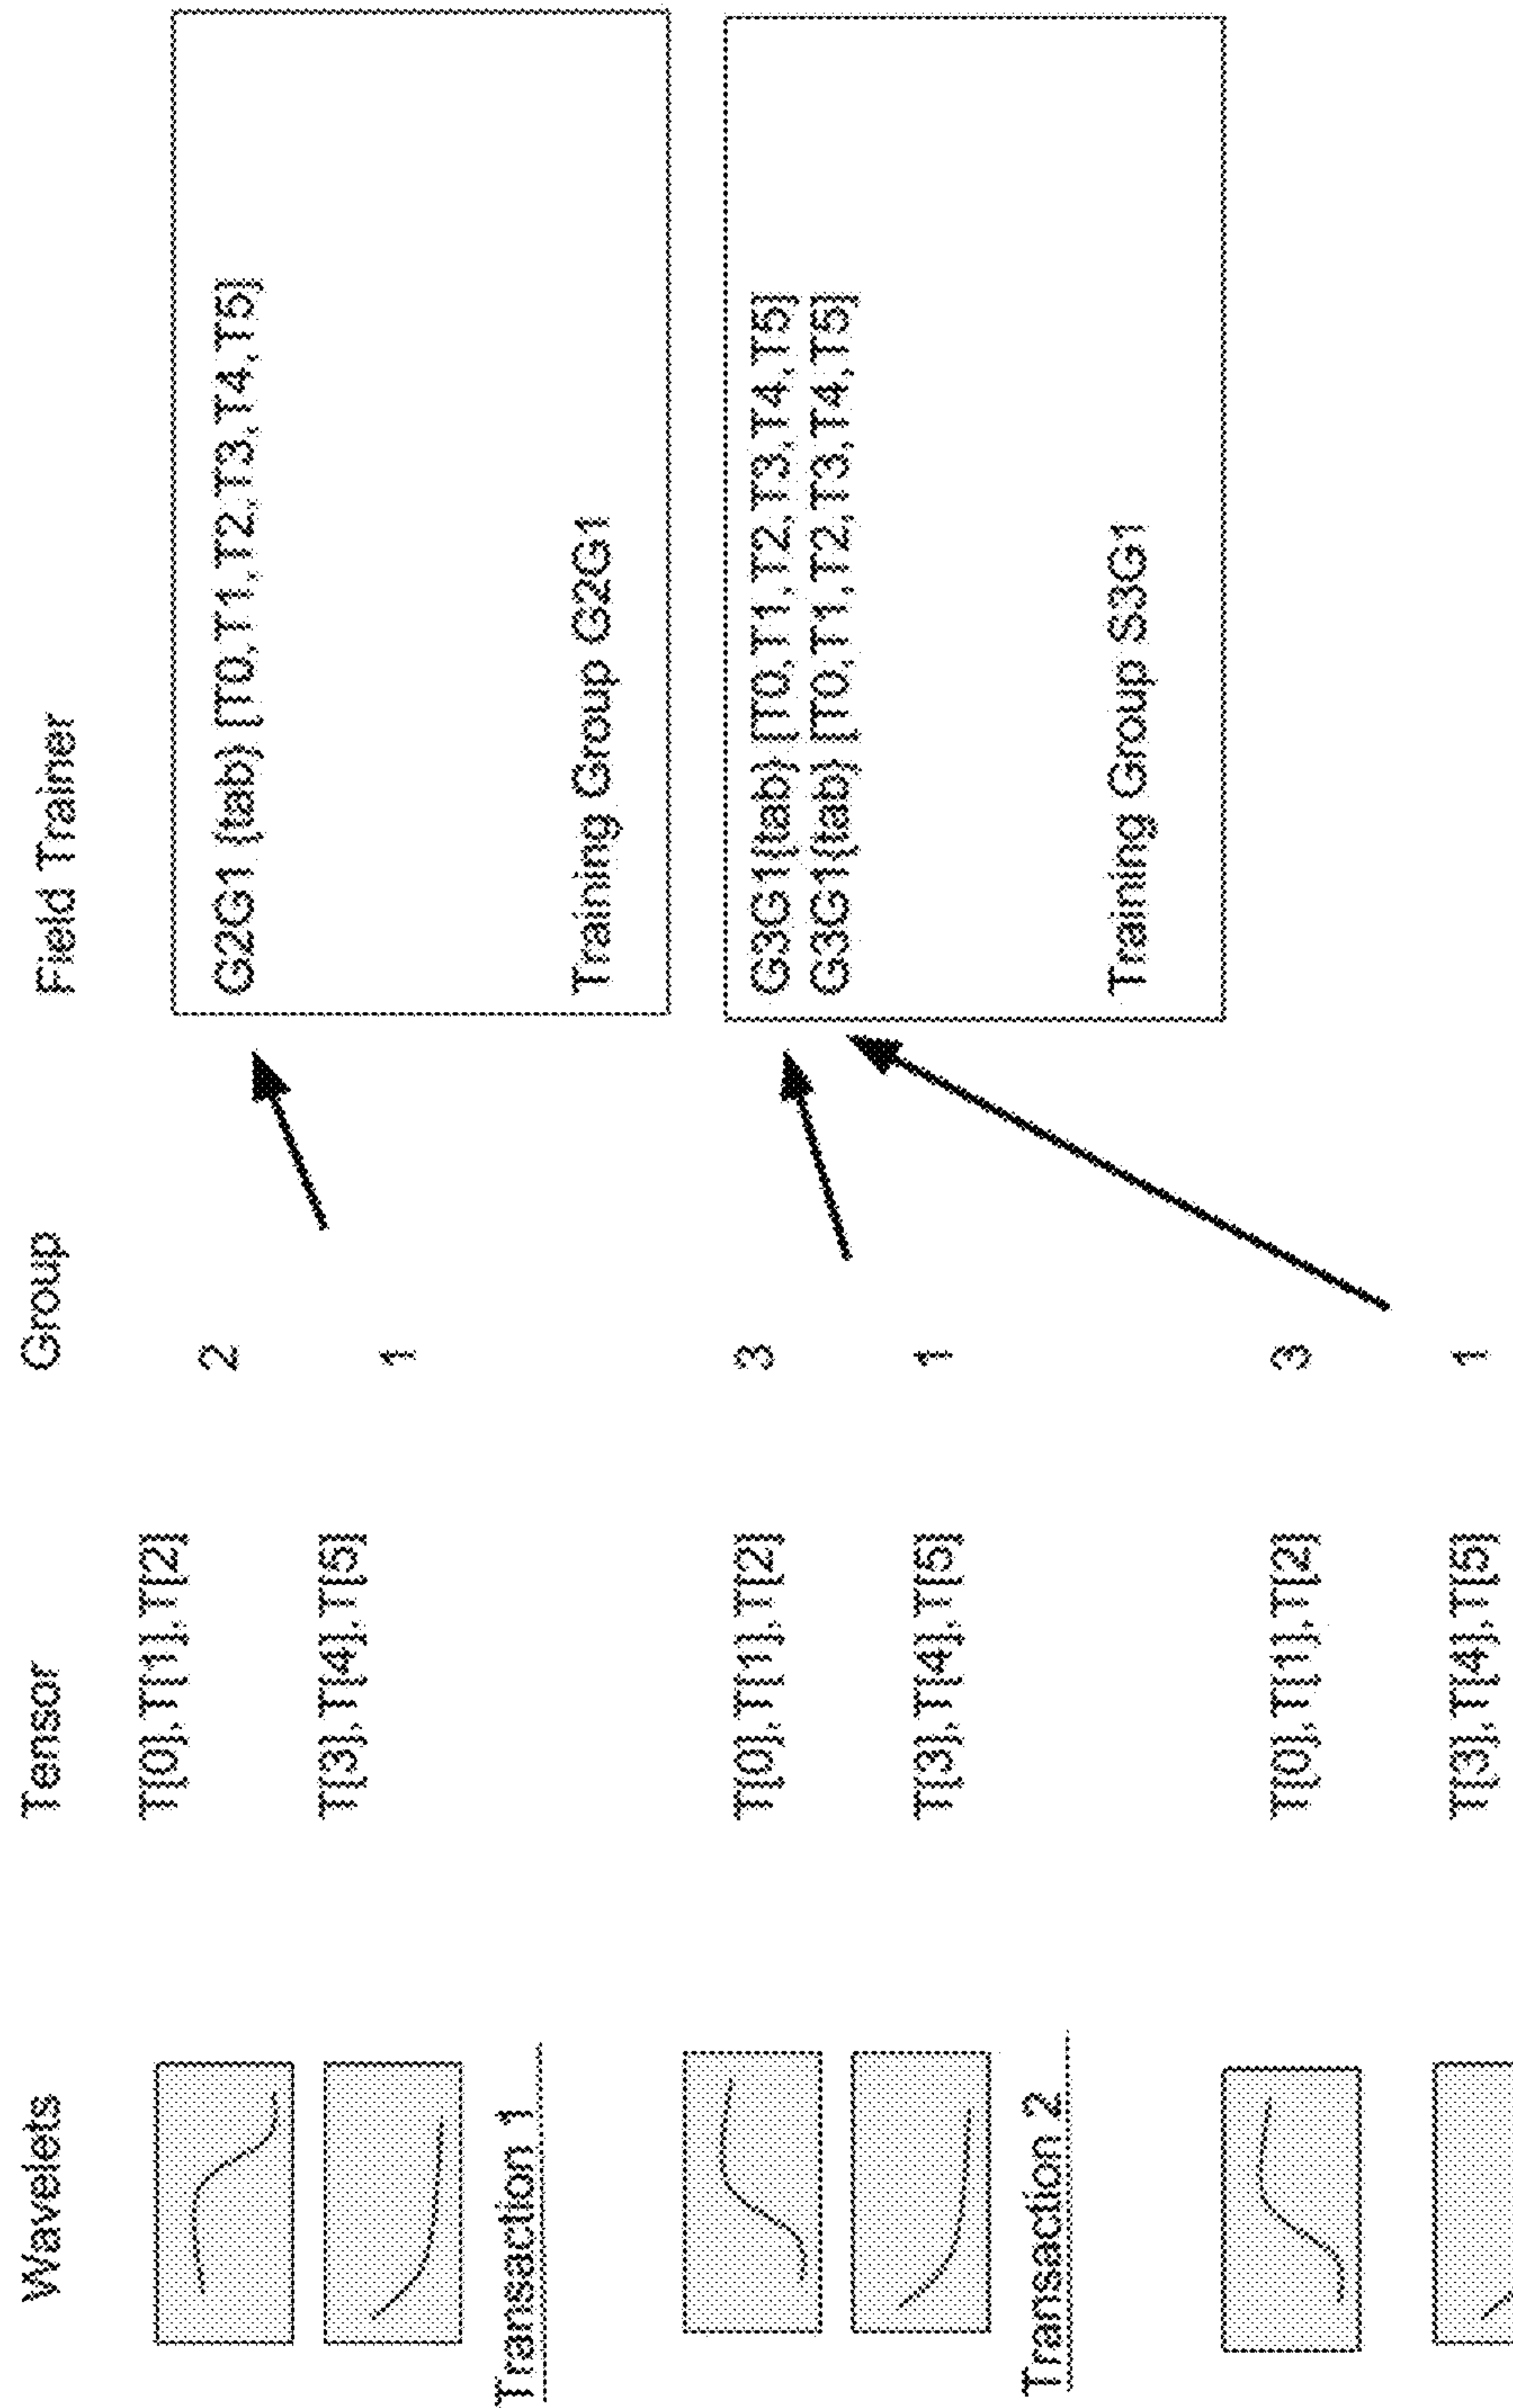 Wavelets Tensor Group Field Trainer
T[0],T[1],T[2] 2 G2G1 {tab} [T0,T1,T2,T3,T4,T5]
T[3],T[4],T[5] 1
Transaction 1
Training Group G2G1
T[0],T[1],T[2] 3 G3G1{tab} [T0,T1,T2,T3,T4,T5]
G3G1{tab} [T0,T1,T2,T3,T4,T5]
T[3],T[4],T[5] 1
Transaction 2
Training Group S3G1
T[0],T[1],T[2] 3
T[3],T[4],T[5] 1